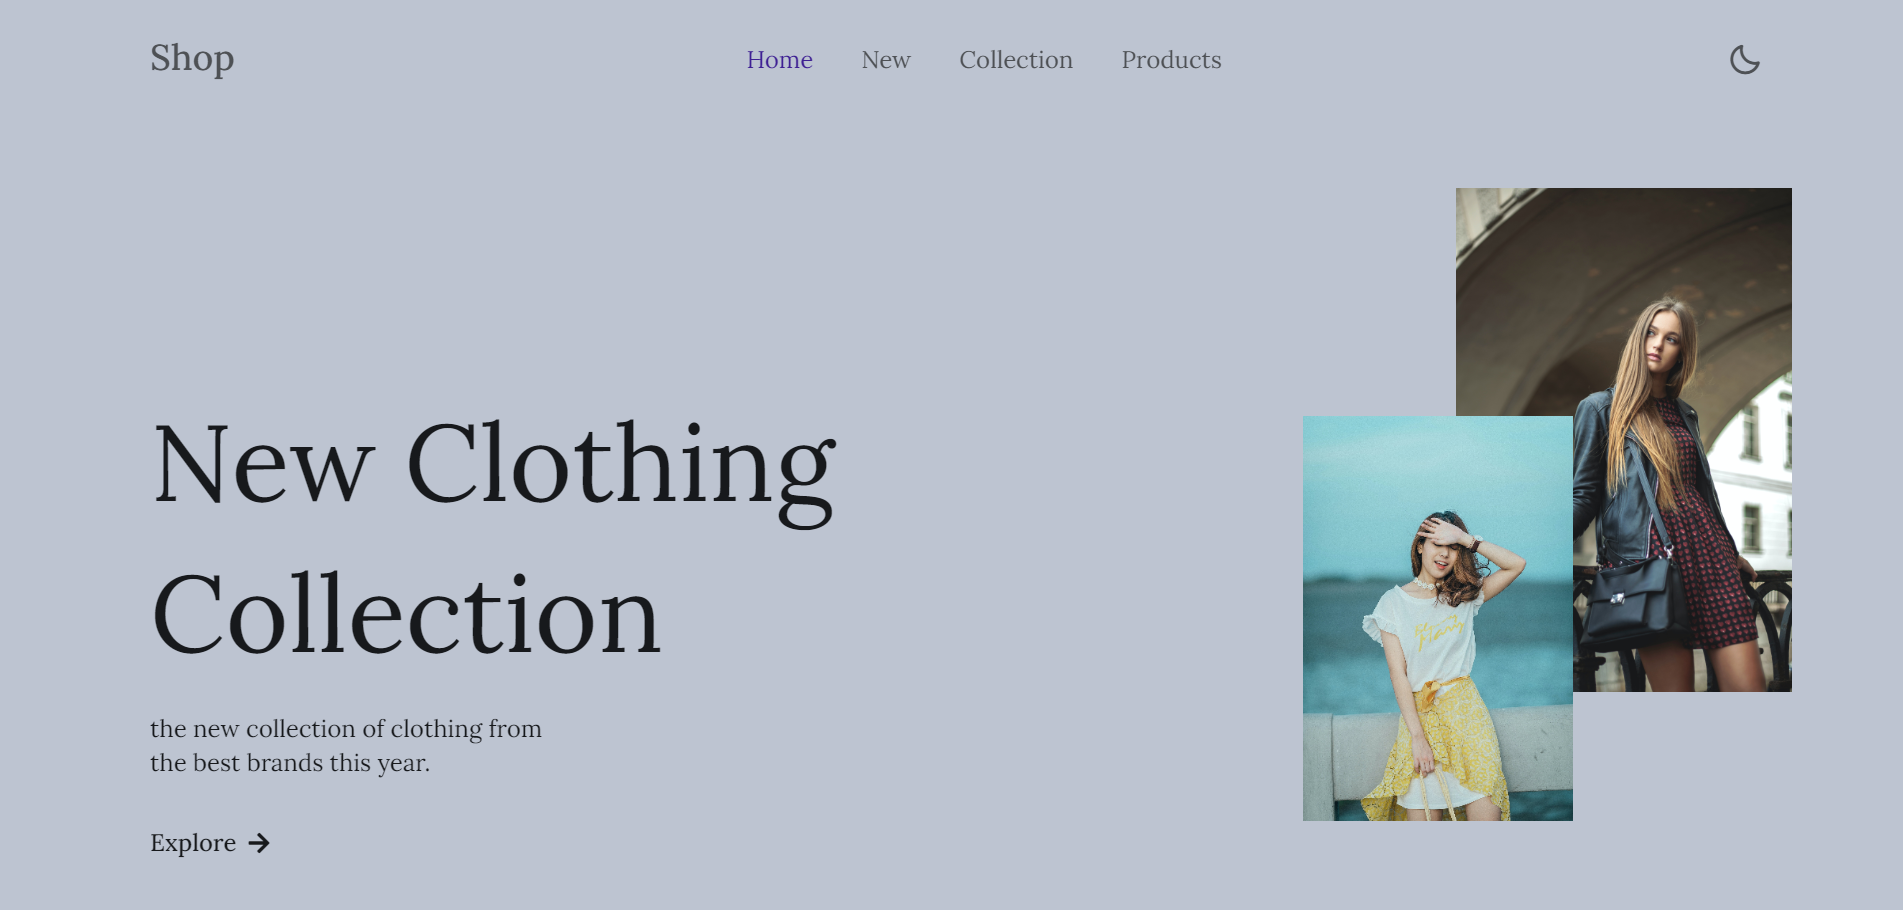 Shop
Home New Collection Products
New Clothing
Collection
the new collection of clothing from
the best brands this year.
Explore